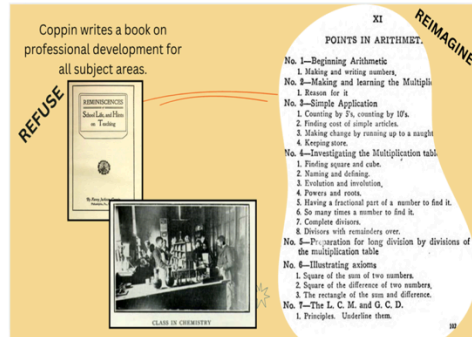 Coppin writes a book on
professional development for
all subject areas.
REFUSE
REIMAGINE
REMINISCENCES
School Life, and Hints
on Teaching
By Fanny Jackson Coppin
CLASS IN CHEMISTRY
XI
POINTS IN ARITHMET
No. 1—Beginning Arithmetic
1. Making and writing numbers.
No. 2—Making and learning the Multipli
1. Reason for it
No. 3—Simple Application
1. Counting by 5's, counting by 10's.
2. Finding cost of simple articles.
3. Making change by running up to a naught
4. Keeping store.
No. 4—Investigating the Multiplication tabl
1. Finding square and cube.
2. Naming and defining.
3. Evolution and involution.
4. Powers and roots.
5. Having a fractional part of a number to find it.
6. So many times a number to find it.
7. Complete divisors.
8. Divisors with remainders over.
No. 5—Preparation for long division by divisions of
the multiplication table
No. 6—Illustrating axioms
1. Square of the sum of two numbers.
2. Square of the difference of two numbers.
3. The rectangle of the sum and difference.
No. 7—The L. C. M. and G. C. D.
1. Principles. Underline them.
103